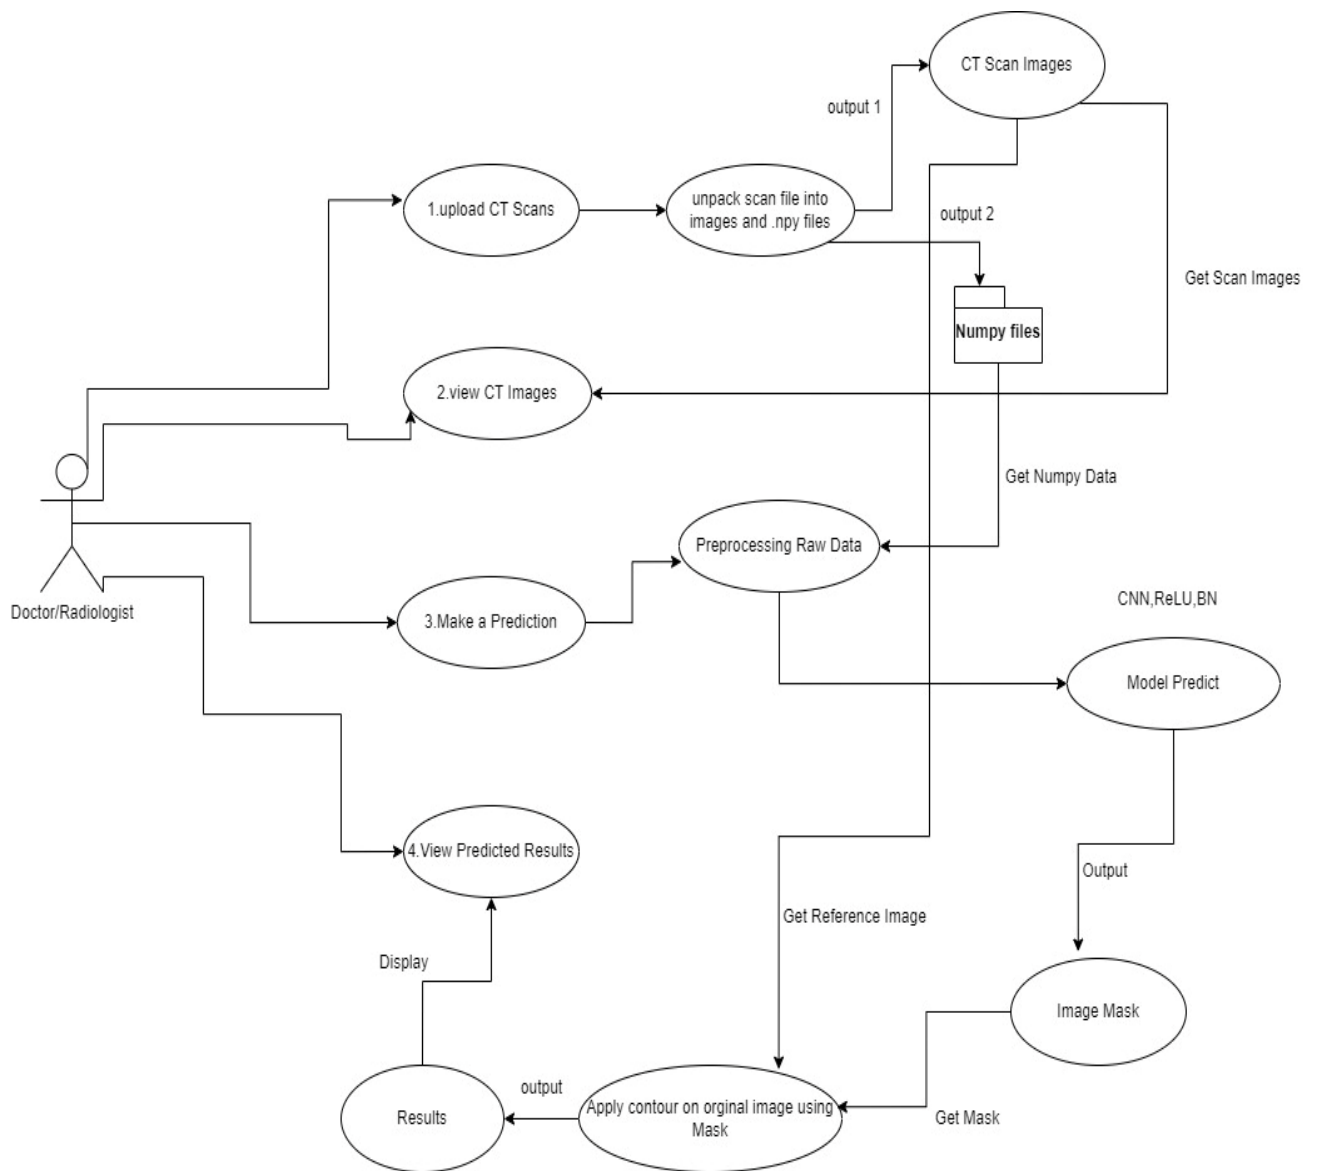 CT Scan Images
output 1
1.upload CT Scans
unpack scan file into
images and .npy files
output 2
Get Scan Images
Numpy files
2.view CT Images
Get Numpy Data
Preprocessing Raw Data
CNN,ReLU,BN
Doctor/Radiologist
3.Make a Prediction
Model Predict
4.View Predicted Results
Output
Get Reference Image
Display
Image Mask
output
Apply contour on orginal image using
Mask
Results
Get Mask